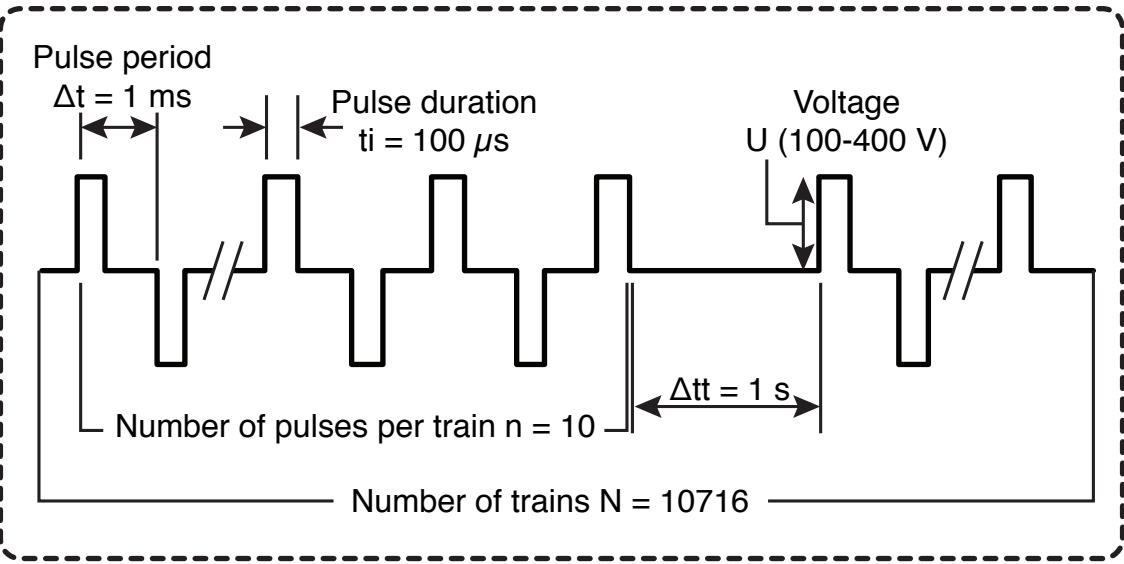 Pulse period
Δt = 1 ms
Pulse duration
ti = 100 µs
Voltage
U (100-400 V)
Δtt = 1 s
Number of pulses per train n = 10
Number of trains N = 10716